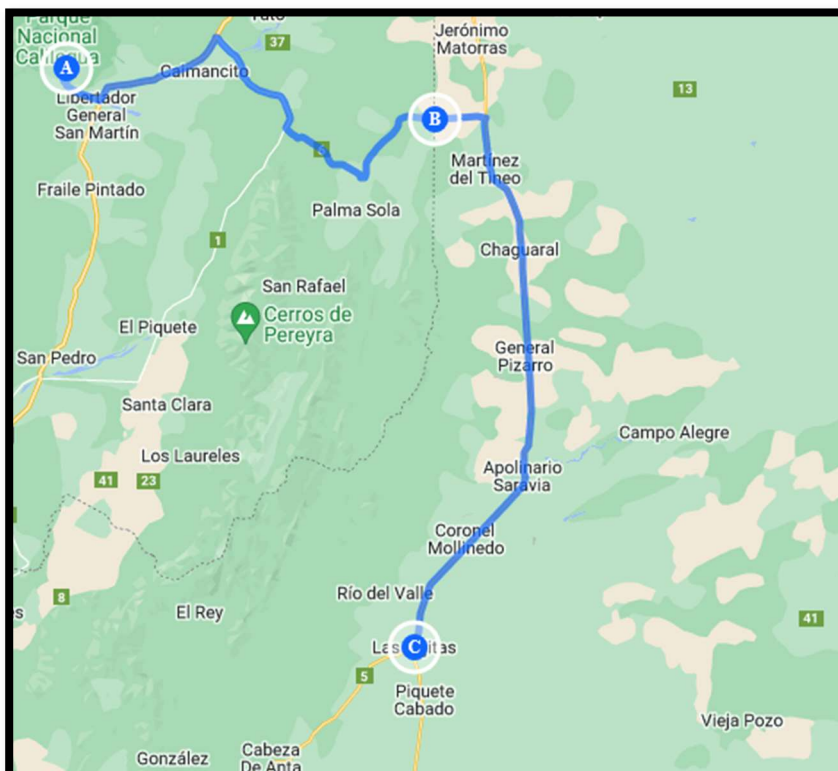 Parque
Nacional
Calilegua
A
Yuto
37
Caimancito
Libertador
General
San Martín
Fraile Pintado
Jerónimo
Matorras
13
B
Martínez
del Tineo
Palma Sola
1
Chaguaral
San Rafael
Cerros de
Pereyra
El Piquete
San Pedro
General
Pizarro
Santa Clara
Campo Alegre
Los Laureles
41
23
Apolinario
Saravia
Coronel
Mollinedo
8
El Rey
Río del Valle
41
C
5
Piquete
Cabado
Vieja Pozo
González
Cabeza
De Anta